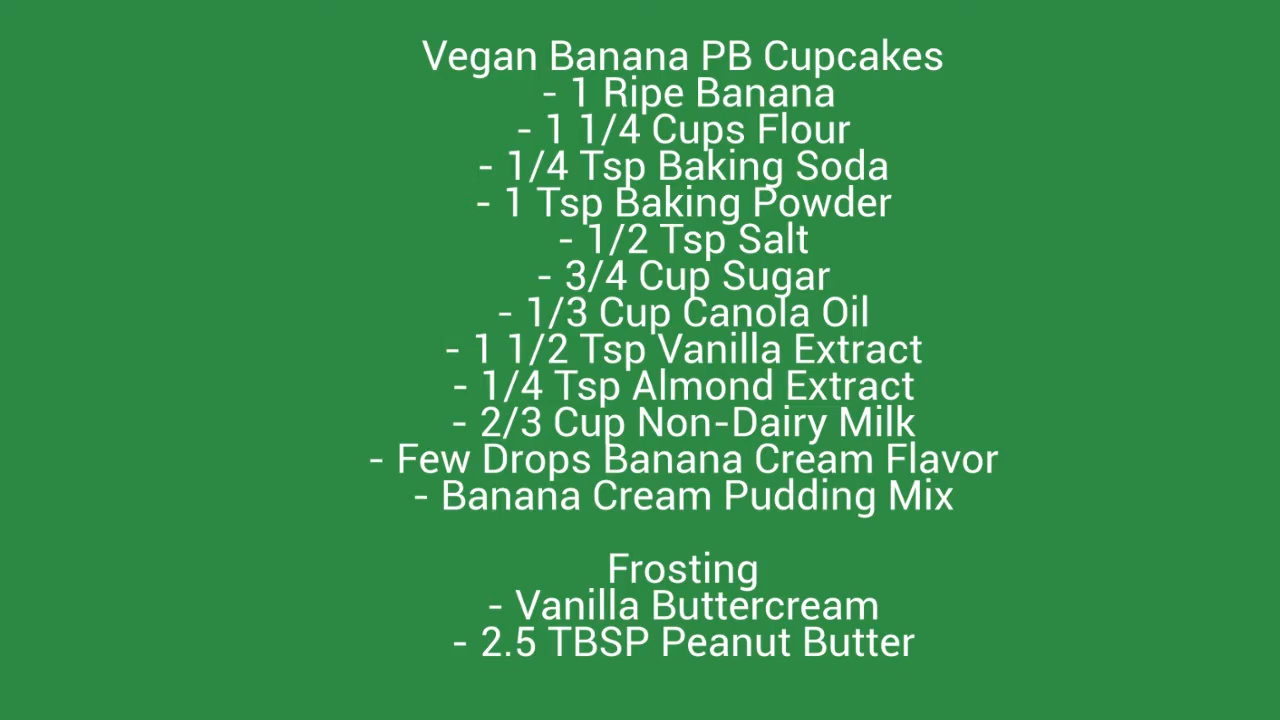 Vegan Banana PB Cupcakes
- 1 Ripe Banana
- 1 1/4 Cups Flour
- 1/4 Tsp Baking Soda
- 1 Tsp Baking Powder
- 1/2 Tsp Salt
- 3/4 Cup Sugar
- 1/3 Cup Canola Oil
- 1 1/2 Tsp Vanilla Extract
- 1/4 Tsp Almond Extract
- 2/3 Cup Non-Dairy Milk
- Few Drops Banana Cream Flavor
- Banana Cream Pudding Mix
Frosting
- Vanilla Buttercream
- 2.5 TBSP Peanut Butter